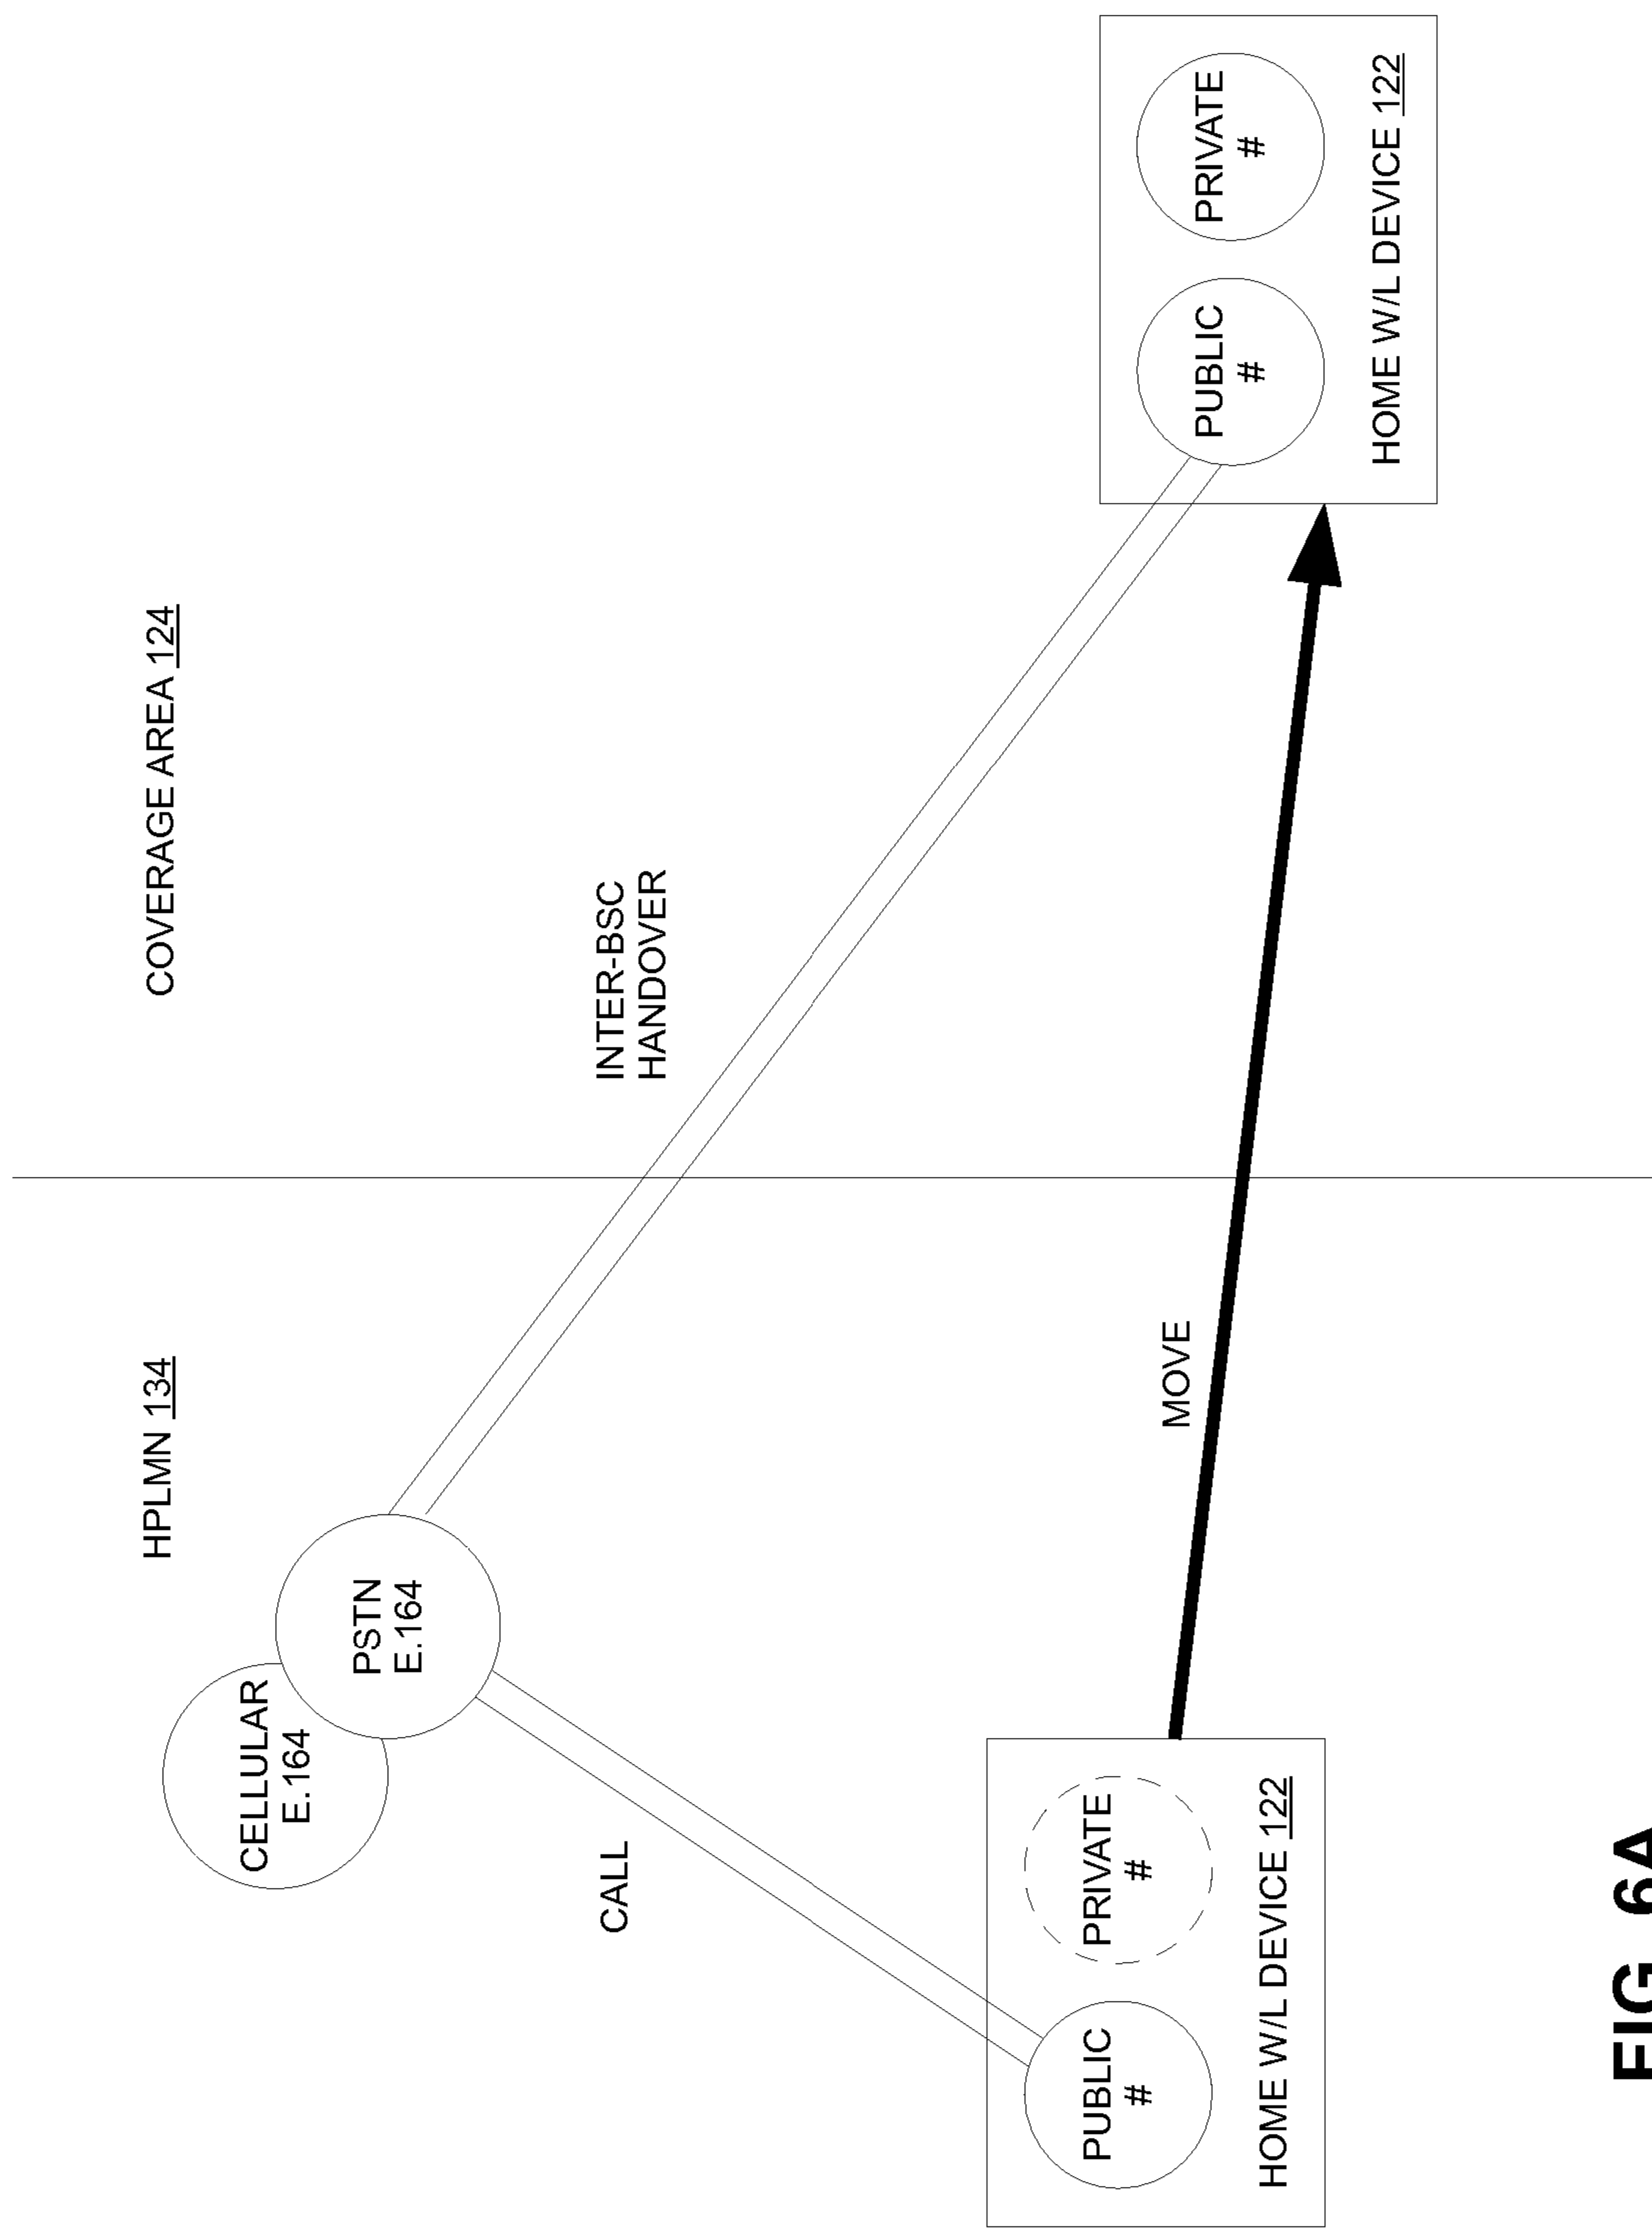 HPLMN 134
COVERAGE AREA 124
CELLULAR
E.164
PSTN
E.164
CALL
INTER-BSC
HANDOVER
MOVE
PUBLIC
#
PRIVATE
#
HOME W/L DEVICE 122
PUBLIC
#
PRIVATE
#
HOME W/L DEVICE 122
FIG. 6A